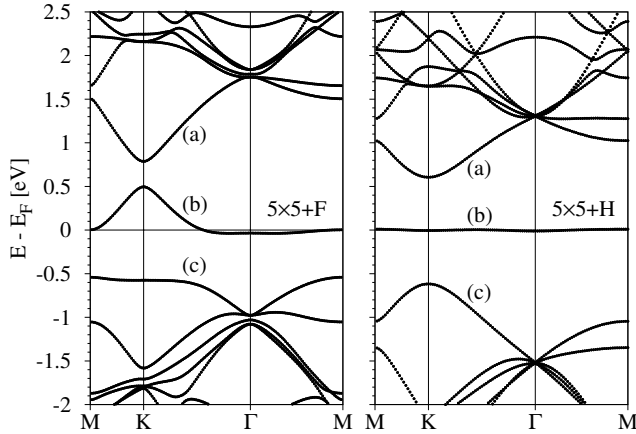 2.5
2
1.5
1
0.5
0
-0.5
-1
-1.5
-2
E - E_F [eV]
(a)
(b)
5×5+F
(c)
M K Γ M
(a)
(b)
5×5+H
(c)
M K Γ M